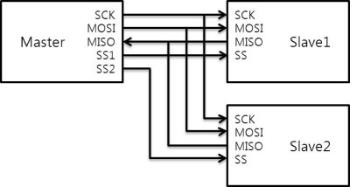 Master
SCK
MOSI
MISO
SS1
SS2
SCK
MOSI
MISO
SS
Slave1
SCK
MOSI
MISO
SS
Slave2